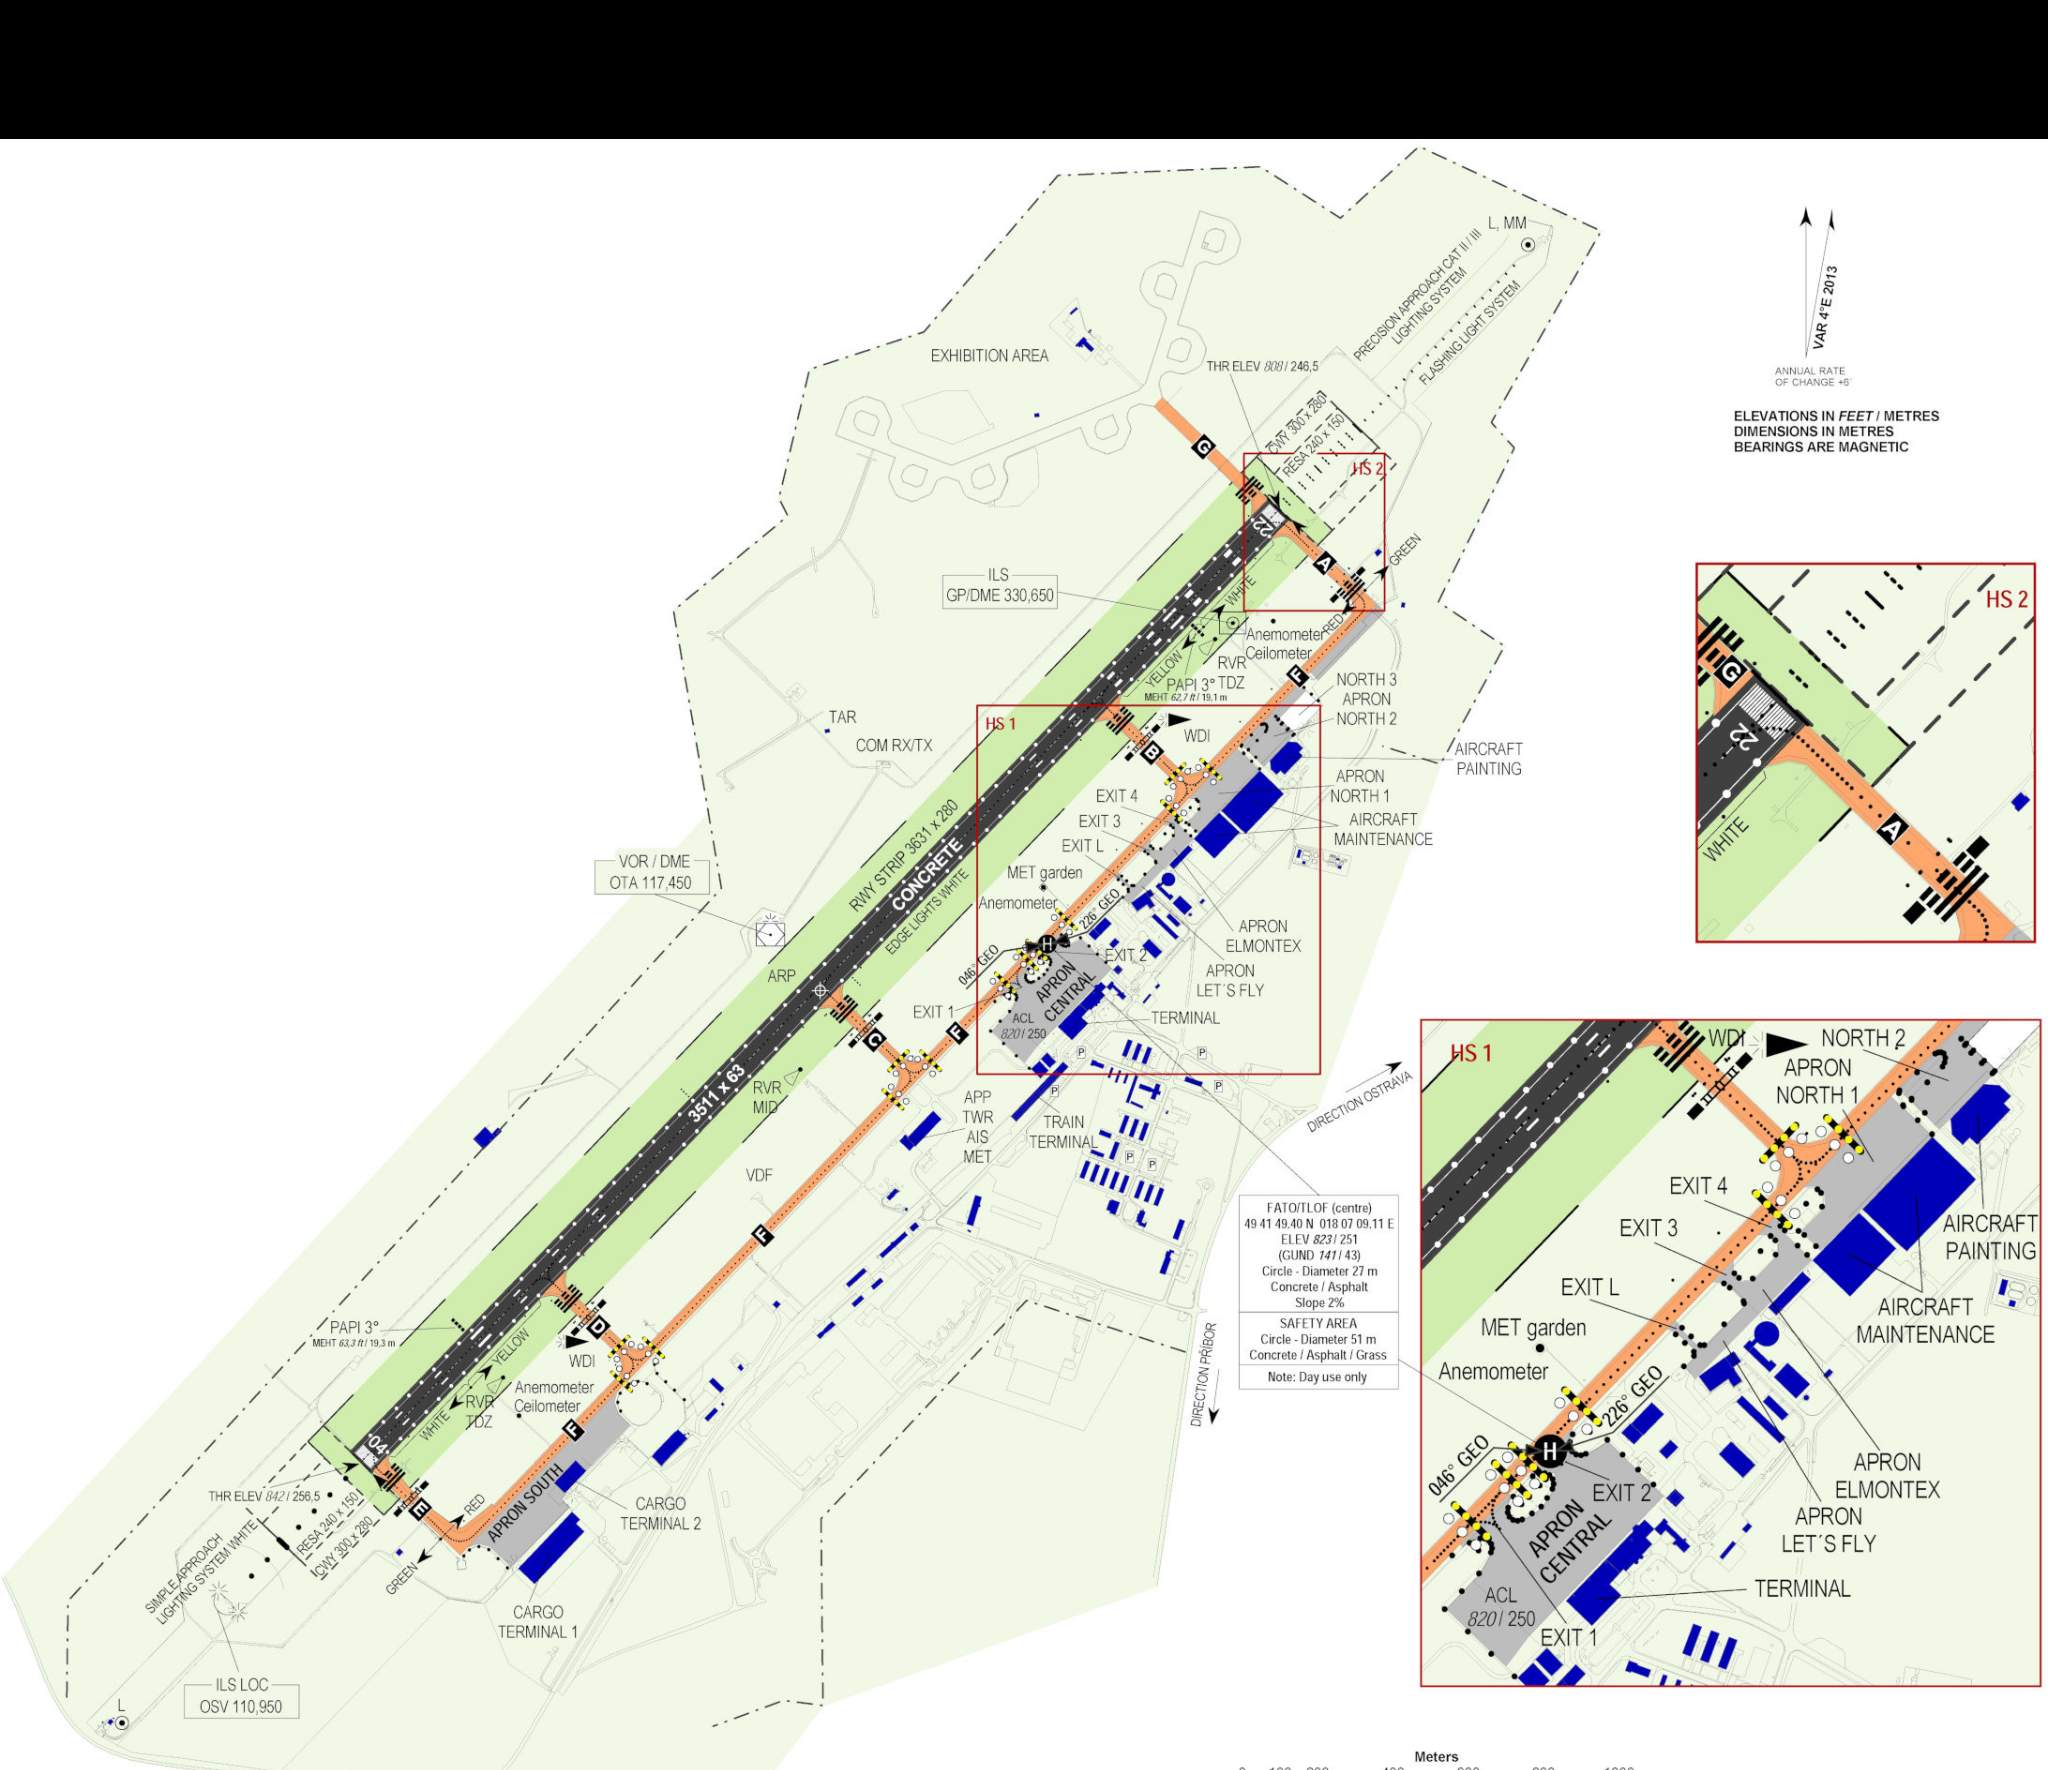 L, MM
PRECISION APPROACH CAT II / III
LIGHTING SYSTEM
FLASHING LIGHT SYSTEM
VAR 4°E 2013
ANNUAL RATE
OF CHANGE +6'
ELEVATIONS IN FEET / METRES
DIMENSIONS IN METRES
BEARINGS ARE MAGNETIC
EXHIBITION AREA
THR ELEV 808 / 246,5
CWY 300 x 280
RESA 240 x 150
HS 2
G
22
A
GREEN
ILS
GP/DME 330,650
WHITE
YELLOW
RED
Anemometer
Ceilometer
RVR
TDZ
PAPI 3°
MEHT 62,7 ft / 19,1 m
F
NORTH 3
APRON
NORTH 2
HS 1
WDI
B
AIRCRAFT
PAINTING
APRON
NORTH 1
AIRCRAFT
MAINTENANCE
TAR
COM RX/TX
EXIT 4
EXIT 3
EXIT L
MET garden
Anemometer
226° GEO
046° GEO
H
EXIT 2
APRON
ELMONTEX
APRON
LET´S FLY
APRON
CENTRAL
ACL
820 / 250
EXIT 1
TERMINAL
RWY STRIP 3631 x 280
CONCRETE
EDGE LIGHTS WHITE
VOR / DME
OTA 117,450
ARP
C
F
3511 x 63
RVR
MID
APP
TWR
AIS
MET
TRAIN
TERMINAL
P
P
P
P
P
P
DIRECTION OSTRAVA
DIRECTION PŘÍBOR
VDF
F
FATO/TLOF (centre)
49 41 49.40 N 018 07 09.11 E
ELEV 823 / 251
(GUND 141 / 43)
Circle - Diameter 27 m
Concrete / Asphalt
Slope 2%
SAFETY AREA
Circle - Diameter 51 m
Concrete / Asphalt / Grass
Note: Day use only
PAPI 3°
MEHT 63,3 ft / 19,3 m
D
WDI
YELLOW
WHITE
RVR
TDZ
Anemometer
Ceilometer
F
04
THR ELEV 842 / 256,5
RESA 240 x 150
CWY 300 x 280
E
RED
GREEN
APRON SOUTH
CARGO
TERMINAL 2
CARGO
TERMINAL 1
SIMPLE APPROACH
LIGHTING SYSTEM WHITE
ILS LOC
OSV 110,950
L
HS 2
G
22
A
WHITE
HS 1
WDI
NORTH 2
APRON
NORTH 1
EXIT 4
EXIT 3
EXIT L
MET garden
Anemometer
AIRCRAFT
PAINTING
AIRCRAFT
MAINTENANCE
226° GEO
046° GEO
H
EXIT 2
APRON
ELMONTEX
APRON
LET´S FLY
APRON
CENTRAL
ACL
820 / 250
EXIT 1
TERMINAL
Meters